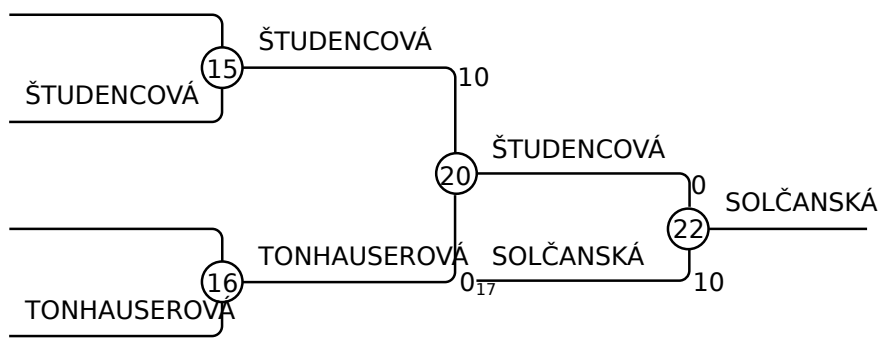 ŠTUDENCOVÁ
15
ŠTUDENCOVÁ
10
ŠTUDENCOVÁ
20
0
SOLČANSKÁ
22
TONHAUSEROVÁ
SOLČANSKÁ
16
0
17
10
TONHAUSEROVÁ